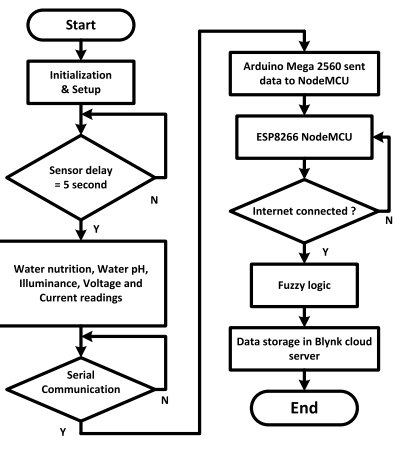 Start
Initialization
& Setup
Sensor delay
= 5 second
N
Y
Water nutrition, Water pH,
Illuminance, Voltage and
Current readings
Serial
Communication
N
Y
Arduino Mega 2560 sent
data to NodeMCU
ESP8266 NodeMCU
Internet connected ?
N
Y
Fuzzy logic
Data storage in Blynk cloud
server
End